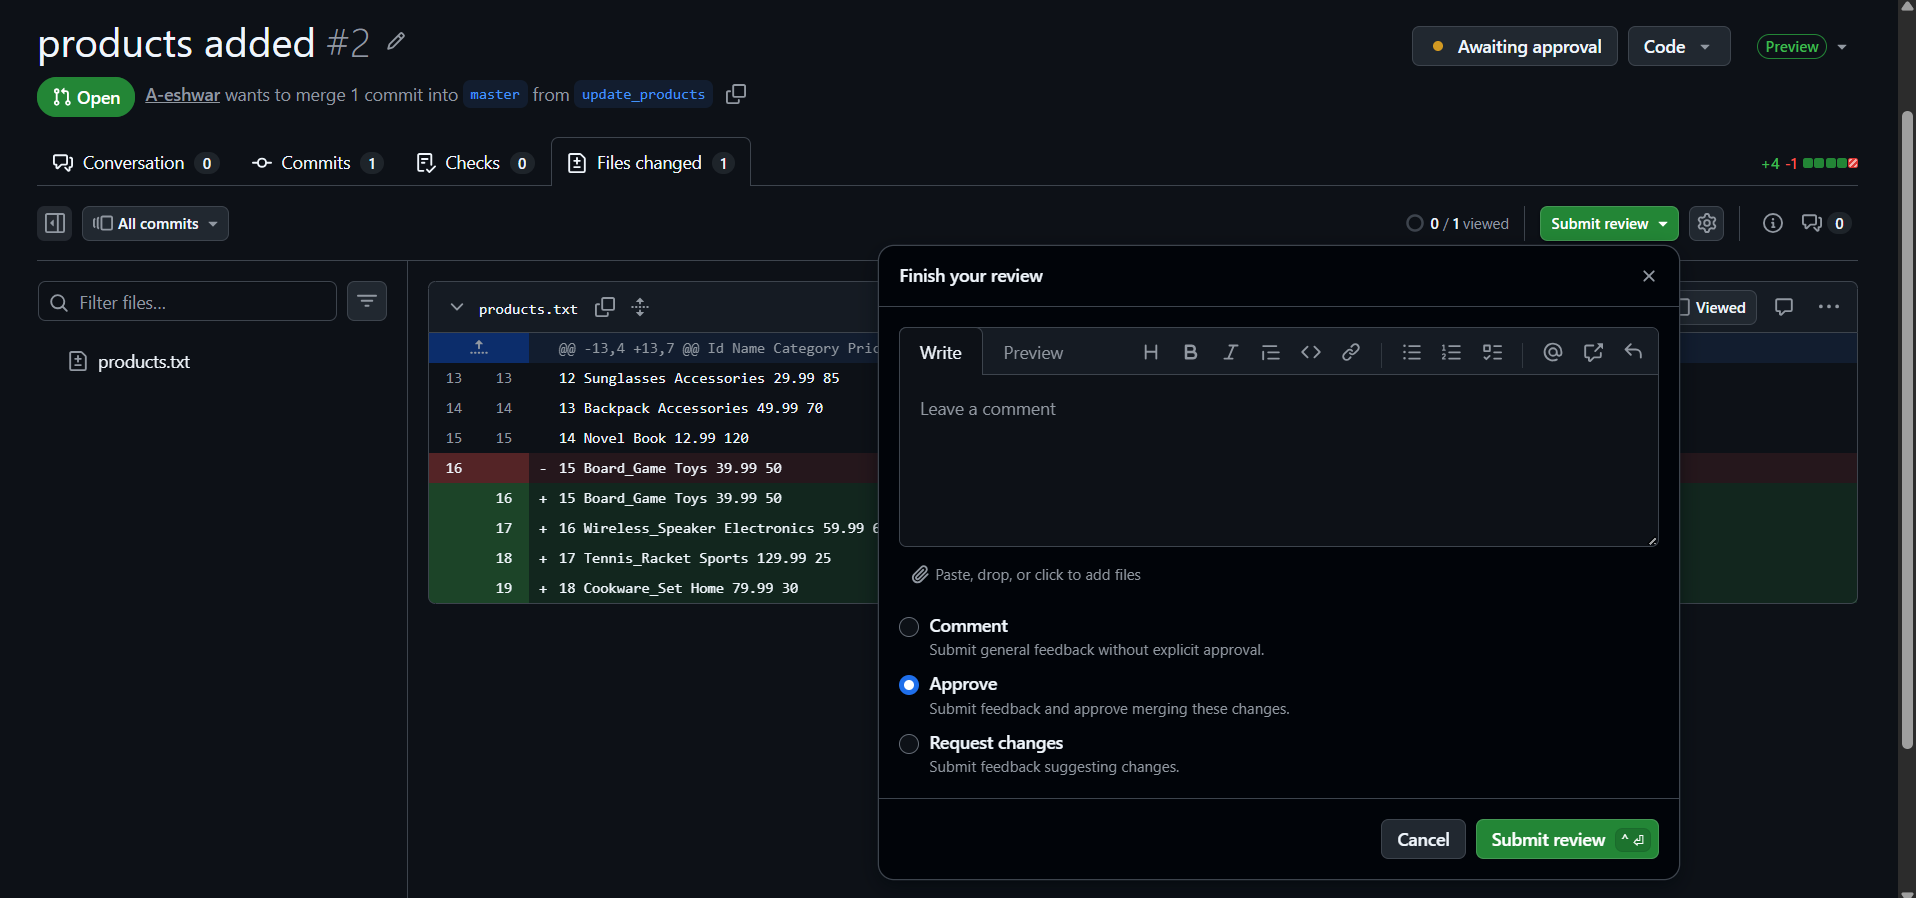 products added #2
Awaiting approval
Code
Preview
Open
A-eshwar wants to merge 1 commit into master from update_products
Conversation 0
Commits 1
Checks 0
Files changed 1
+4 -1
All commits
0 / 1 viewed
Submit review
0
Filter files...
products.txt
products.txt
Viewed
@@ -13,4 +13,7 @@ Id Name Category
13 13 12 Sunglasses Accessories 29.99 85
14 14 13 Backpack Accessories 49.99 70
15 15 14 Novel Book 12.99 120
16 - 15 Board_Game Toys 39.99 50
16 + 15 Board_Game Toys 39.99 50
17 + 16 Wireless_Speaker Electronics 59.99
18 + 17 Tennis_Racket Sports 129.99 25
19 + 18 Cookware_Set Home 79.99 30
Finish your review
Write
Preview
Leave a comment
Paste, drop, or click to add files
Comment
Submit general feedback without explicit approval.
Approve
Submit feedback and approve merging these changes.
Request changes
Submit feedback suggesting changes.
Cancel
Submit review